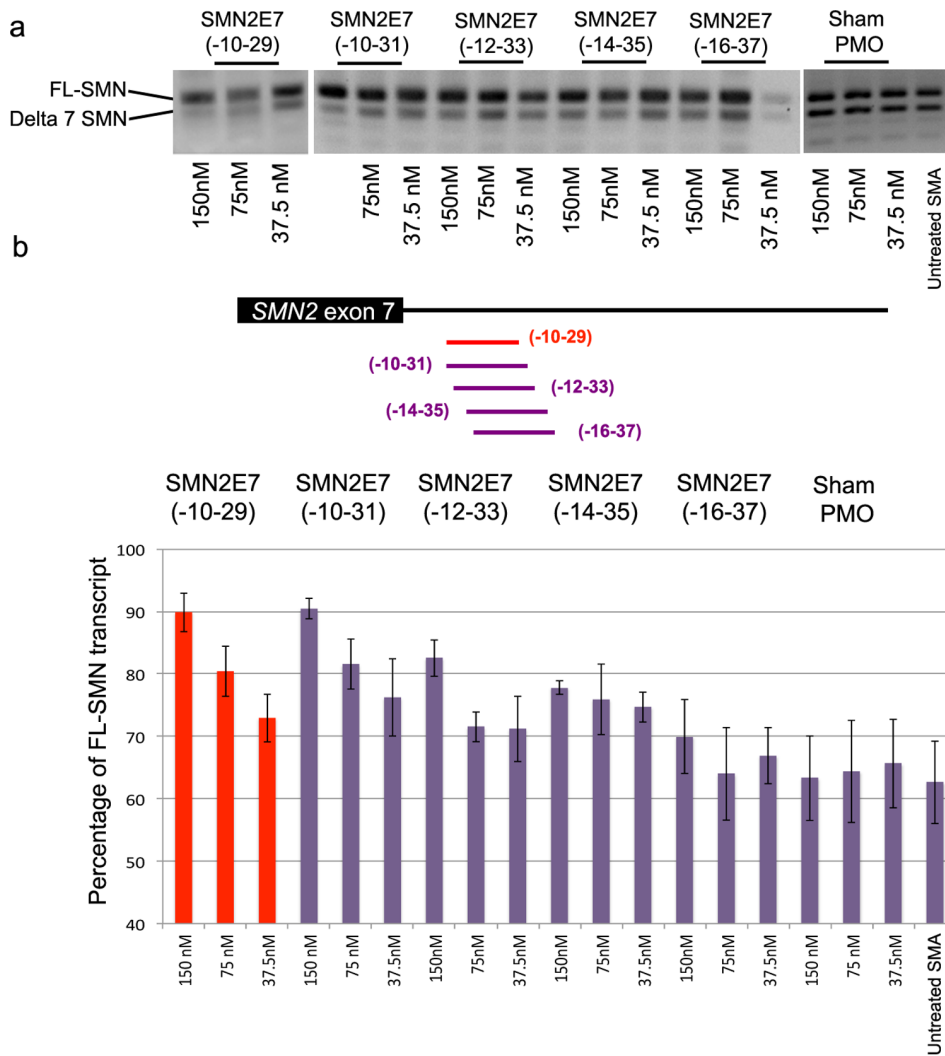 a
SMN2E7 SMN2E7 SMN2E7 SMN2E7 SMN2E7 Sham
(-10-29) (-10-31) (-12-33) (-14-35) (-16-37) PMO
FL-SMN
Delta 7 SMN
150nM 75nM 37.5 nM 75nM 37.5 nM 150nM 75nM 37.5 nM 150nM 75nM 37.5 nM 150nM 75nM 37.5 nM 150nM 75nM 37.5 nM Untreated SMA
b
SMN2 exon 7
(-10-29)
(-10-31)
(-12-33)
(-14-35)
(-16-37)
SMN2E7 SMN2E7 SMN2E7 SMN2E7 SMN2E7 Sham
(-10-29) (-10-31) (-12-33) (-14-35) (-16-37) PMO
Percentage of FL-SMN transcript
100
90
80
70
60
50
40
150 nM 75 nM 37.5nM 150 nM 75 nM 37.5nM 150nM 75nM 37.5nM 150nM 75nM 37.5nM 150nM 75nM 37.5nM 150 nM 75 nM 37.5 nM Untreated SMA